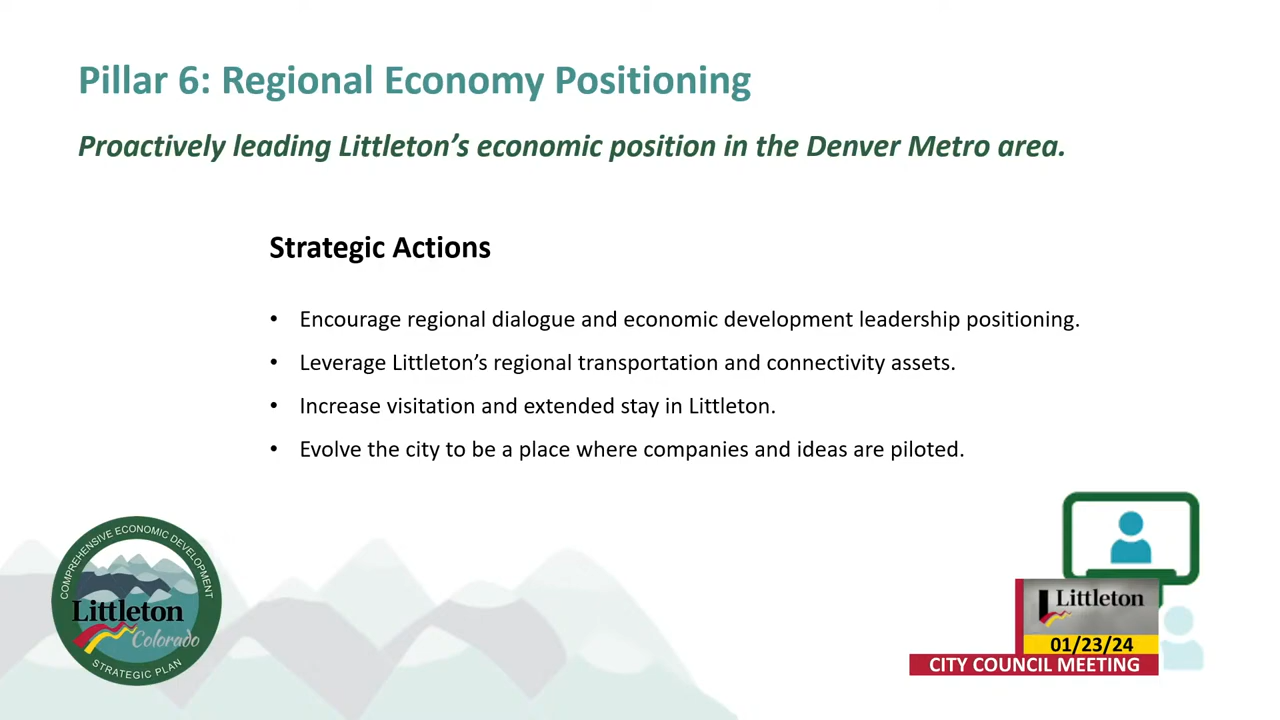 Pillar 6: Regional Economy Positioning
Proactively leading Littleton’s economic position in the Denver Metro area.
Strategic Actions
• Encourage regional dialogue and economic development leadership positioning.
• Leverage Littleton’s regional transportation and connectivity assets.
• Increase visitation and extended stay in Littleton.
• Evolve the city to be a place where companies and ideas are piloted.
COMPREHENSIVE ECONOMIC DEVELOPMENT
Littleton
Colorado
STRATEGIC PLAN
Littleton
01/23/24
CITY COUNCIL MEETING